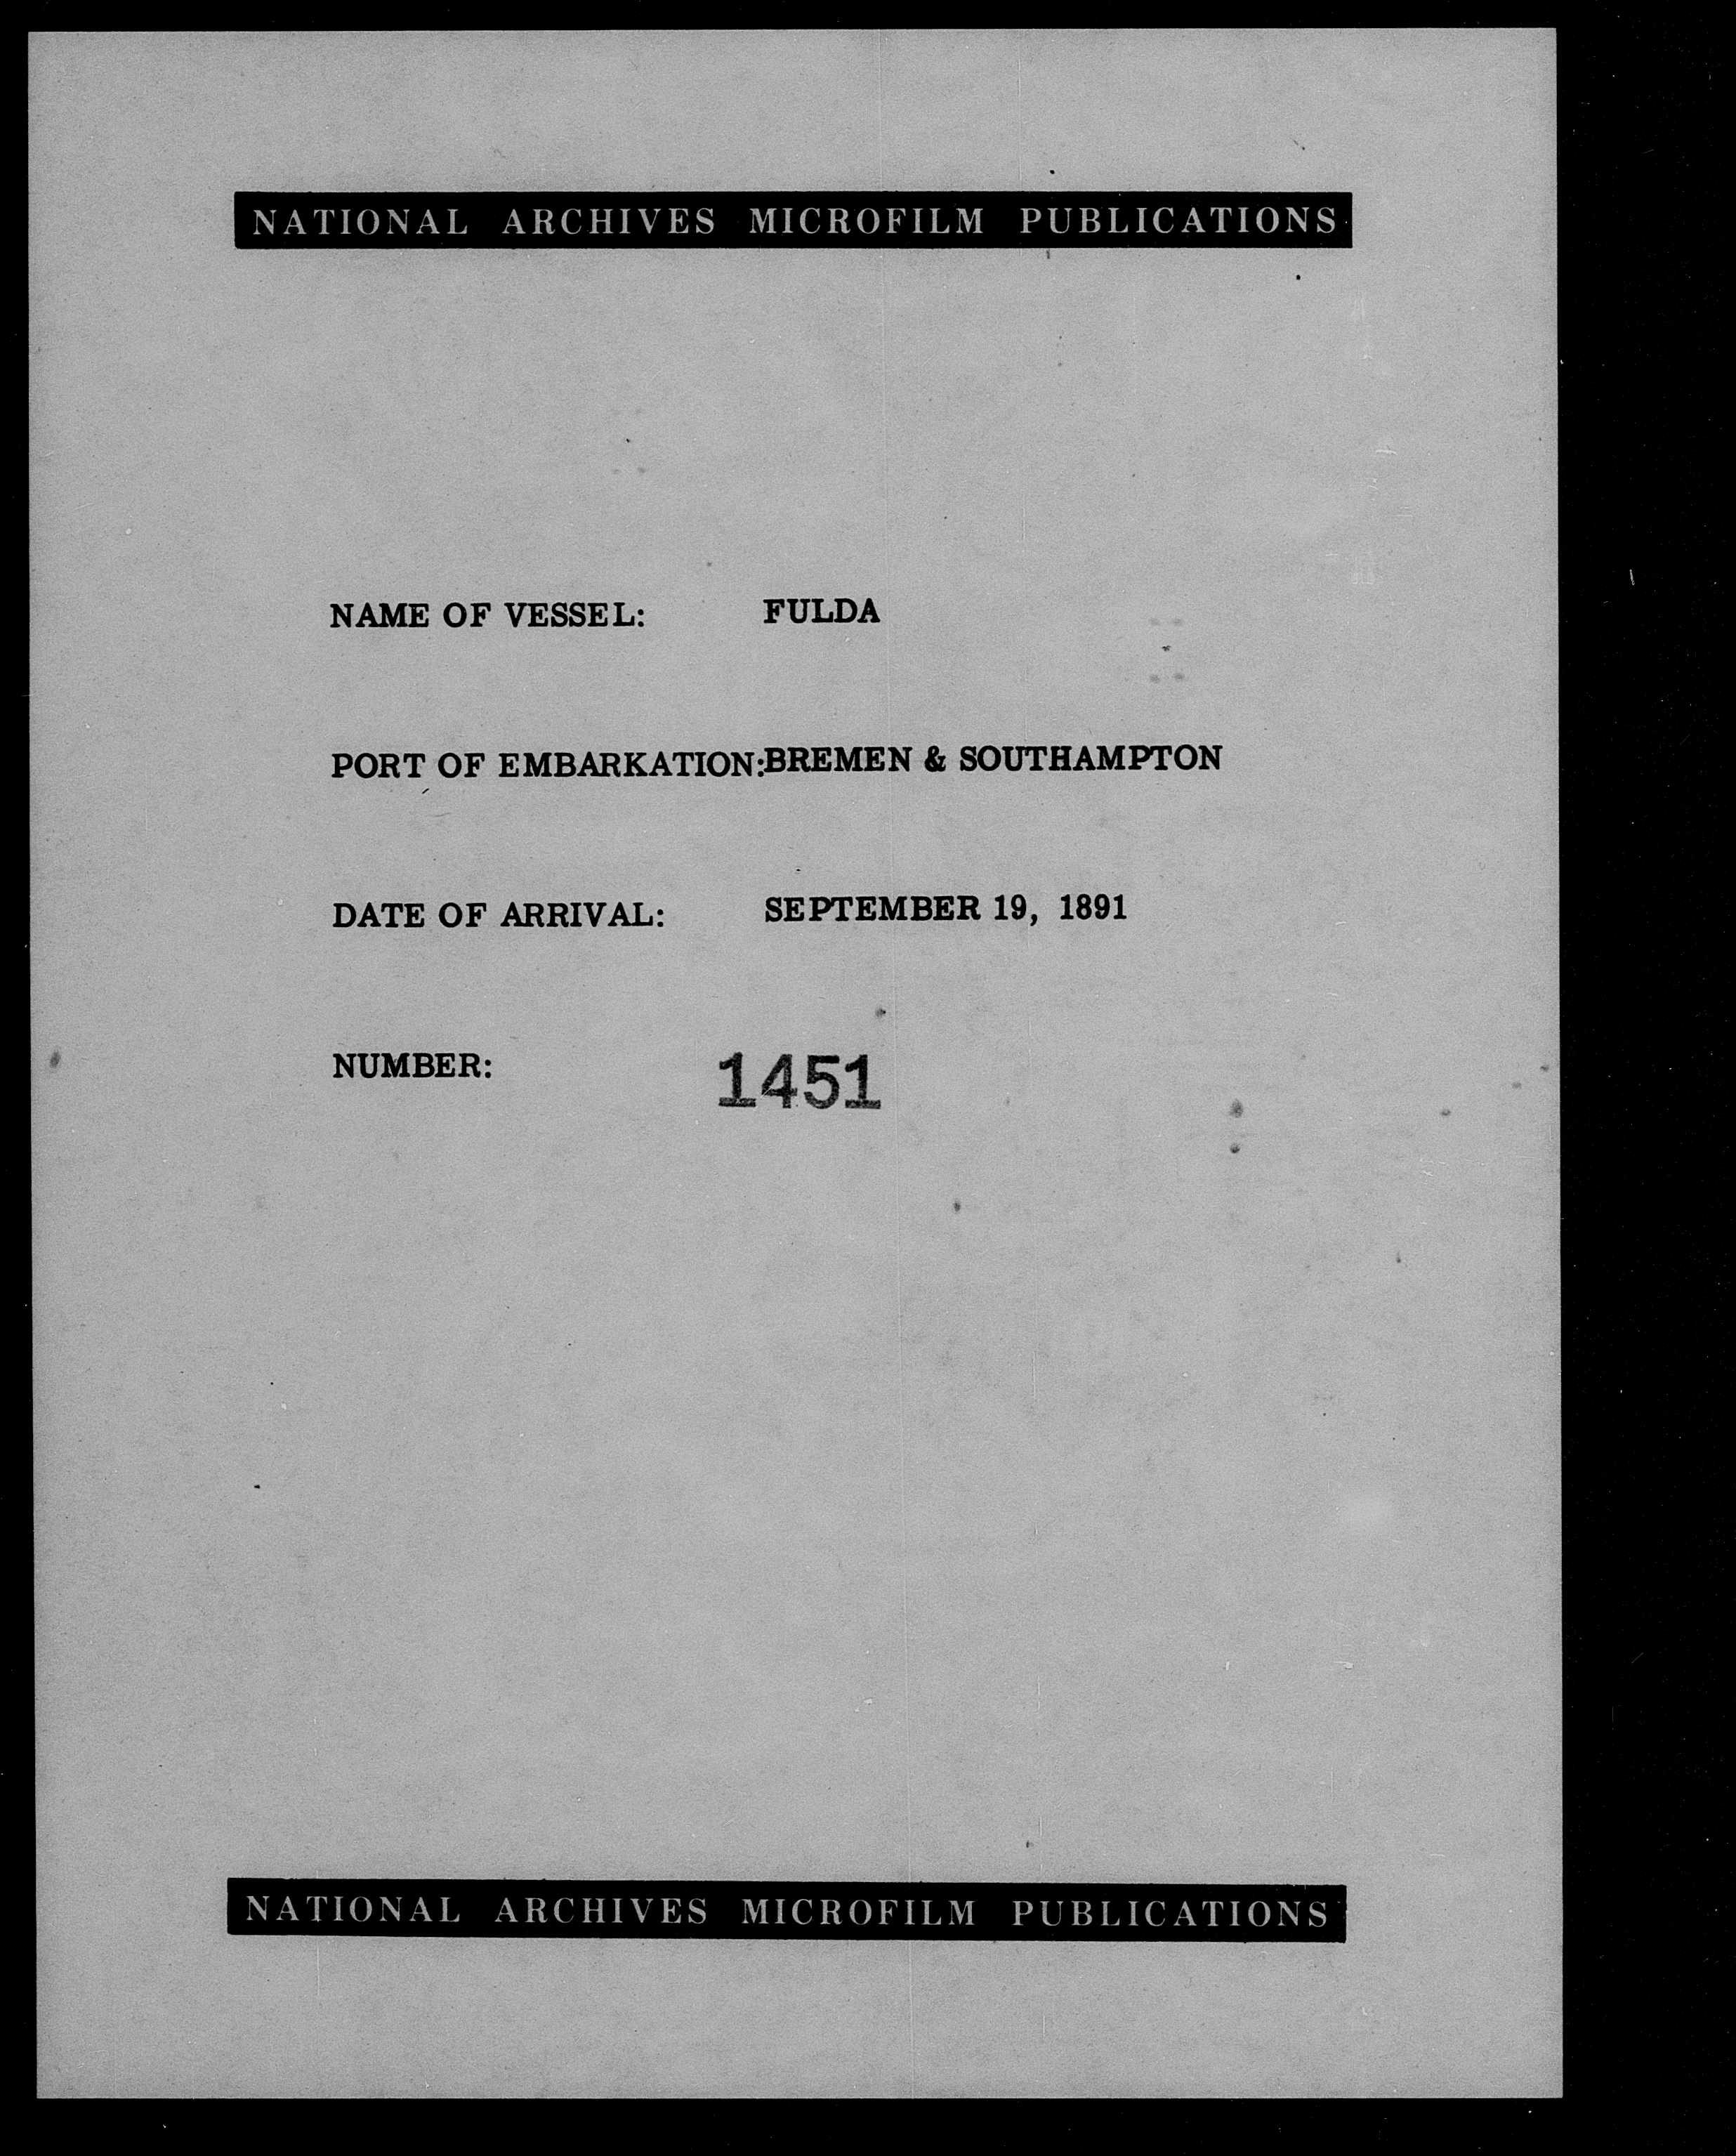 NATIONAL ARCHIVES MICROFILM PUBLICATIONS
NAME OF VESSEL: FULDA
PORT OF EMBARKATION: BREMEN & SOUTHAMPTON
DATE OF ARRIVAL: SEPTEMBER 19, 1891
NUMBER: 1451
NATIONAL ARCHIVES MICROFILM PUBLICATIONS